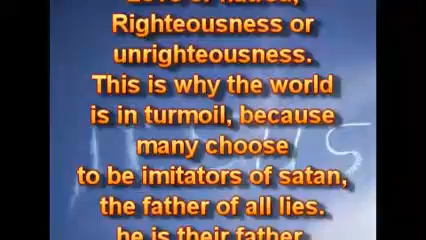 Love or hatred,
Righteousness or
unrighteousness.
This is why the world
is in turmoil, because
many choose
to be imitators of satan,
the father of all lies.
he is their father
JESUS